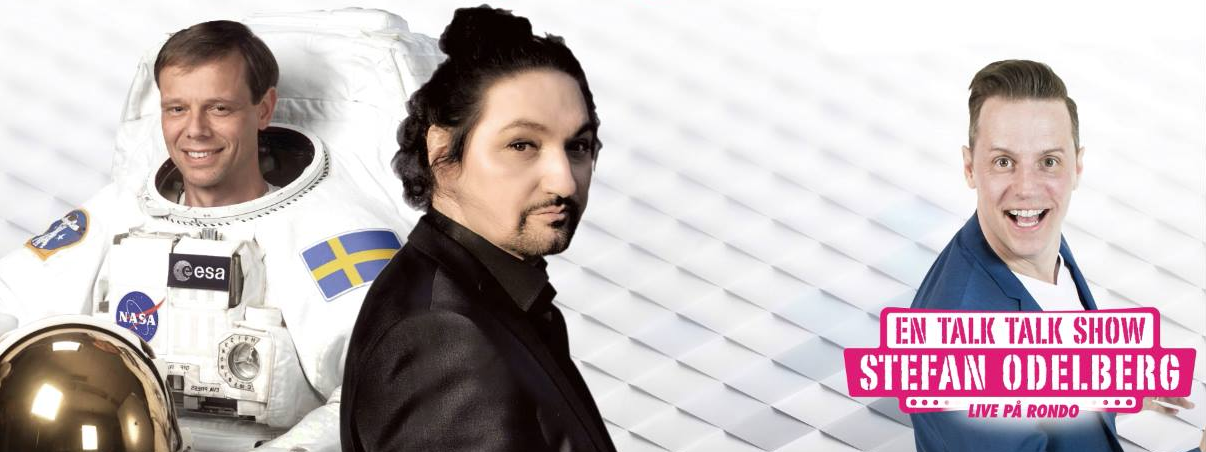 esa
NASA
EN TALK TALK SHOW
STEFAN ODELBERG
LIVE PÅ RONDO